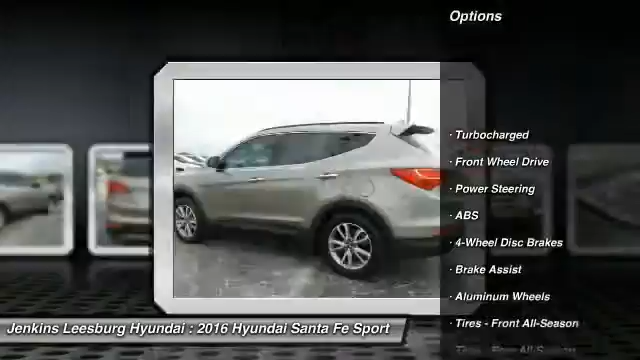 Options
· Turbocharged
· Front Wheel Drive
· Power Steering
· ABS
· 4-Wheel Disc Brakes
· Brake Assist
· Aluminum Wheels
· Tires - Front All-Season
Jenkins Leesburg Hyundai : 2016 Hyundai Santa Fe Sport